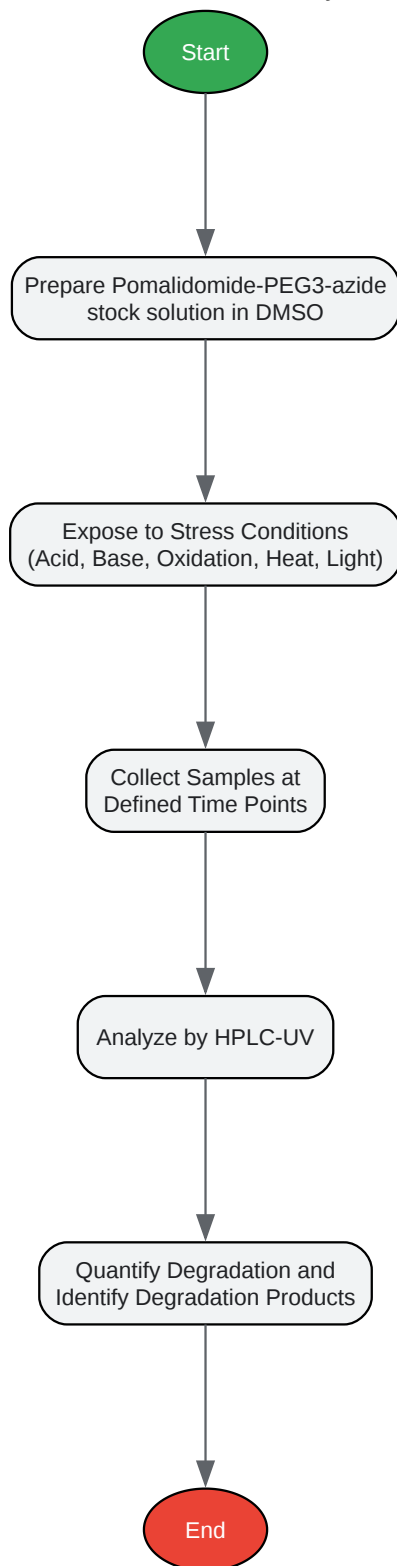 Start
Prepare Pomalidomide-PEG3-azide
stock solution in DMSO
Expose to Stress Conditions
(Acid, Base, Oxidation, Heat, Light)
Collect Samples at
Defined Time Points
Analyze by HPLC-UV
Quantify Degradation and
Identify Degradation Products
End